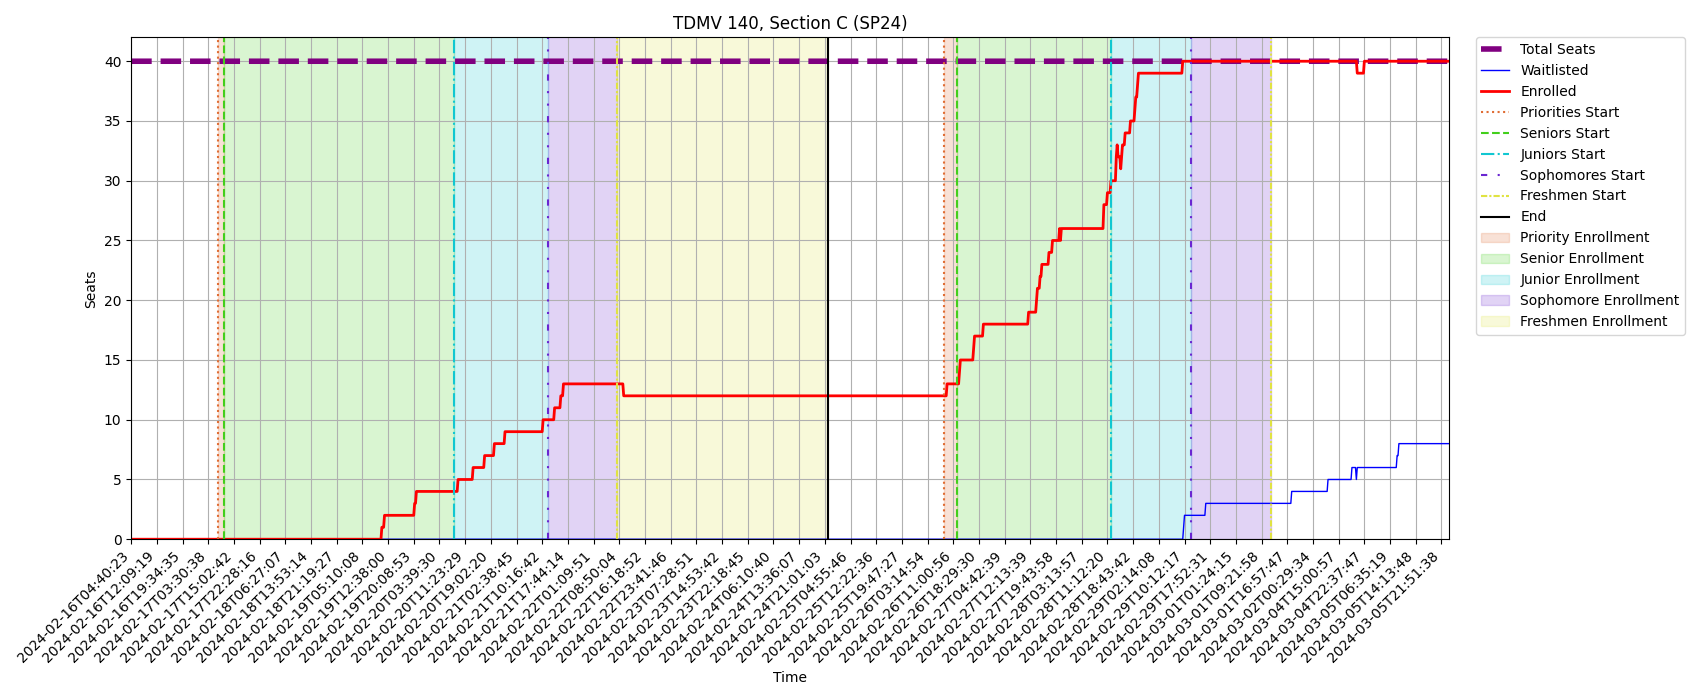 TDMV 140, Section C (SP24)
Seats
40
35
30
25
20
15
10
5
0
2024-02-16T04:40:23
2024-02-16T12:09:19
2024-02-16T19:34:35
2024-02-17T03:30:38
2024-02-17T15:02:42
2024-02-17T22:28:16
2024-02-18T06:27:07
2024-02-18T13:53:14
2024-02-18T21:19:27
2024-02-19T05:10:08
2024-02-19T12:38:00
2024-02-19T20:08:53
2024-02-20T03:39:30
2024-02-20T11:23:29
2024-02-20T19:02:20
2024-02-21T02:38:45
2024-02-21T10:16:42
2024-02-21T17:44:14
2024-02-22T01:09:51
2024-02-22T08:50:04
2024-02-22T16:18:52
2024-02-22T23:41:46
2024-02-23T07:28:51
2024-02-23T14:53:42
2024-02-23T22:18:45
2024-02-24T06:10:40
2024-02-24T13:36:07
2024-02-24T21:01:03
2024-02-25T04:55:46
2024-02-25T12:22:36
2024-02-25T19:47:27
2024-02-26T03:14:54
2024-02-26T11:00:56
2024-02-26T18:29:30
2024-02-27T04:42:39
2024-02-27T12:13:39
2024-02-27T19:43:58
2024-02-28T03:13:57
2024-02-28T11:12:20
2024-02-28T18:43:42
2024-02-29T02:14:08
2024-02-29T10:12:17
2024-02-29T17:52:31
2024-03-01T01:24:15
2024-03-01T09:21:58
2024-03-01T16:57:47
2024-03-02T00:29:34
2024-03-04T15:00:57
2024-03-04T22:37:47
2024-03-05T06:35:19
2024-03-05T14:13:48
2024-03-05T21:51:38
Time
Total Seats
Waitlisted
Enrolled
Priorities Start
Seniors Start
Juniors Start
Sophomores Start
Freshmen Start
End
Priority Enrollment
Senior Enrollment
Junior Enrollment
Sophomore Enrollment
Freshmen Enrollment